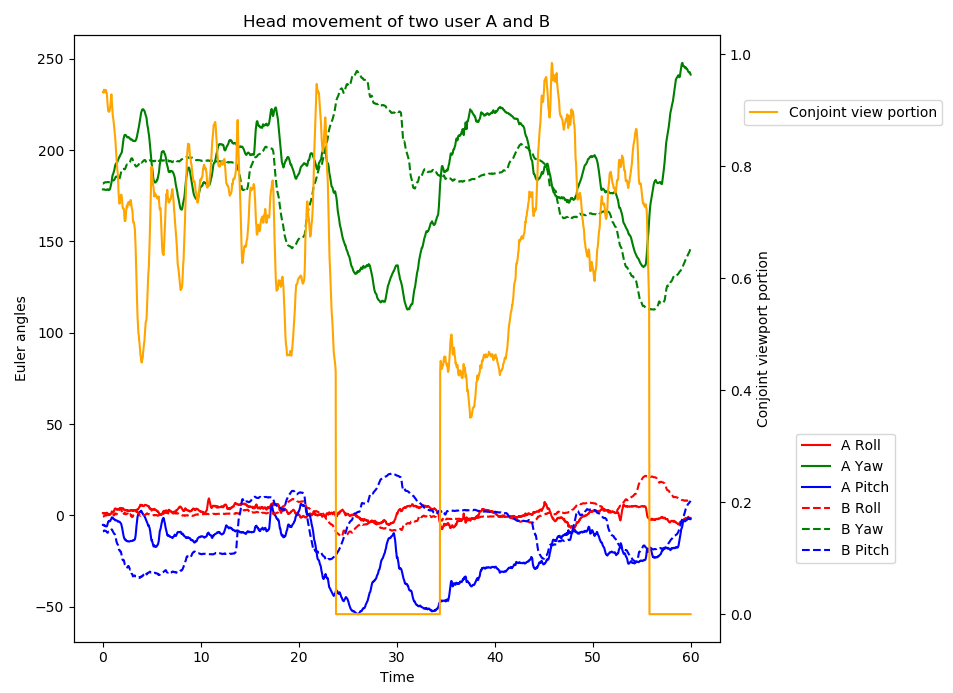 Head movement of two user A and B
250
200
150
100
50
0
−50
Euler angles
0
10
20
30
40
50
60
Time
1.0
0.8
0.6
0.4
0.2
0.0
Conjoint viewport portion
Conjoint view portion
A Roll
A Yaw
A Pitch
B Roll
B Yaw
B Pitch